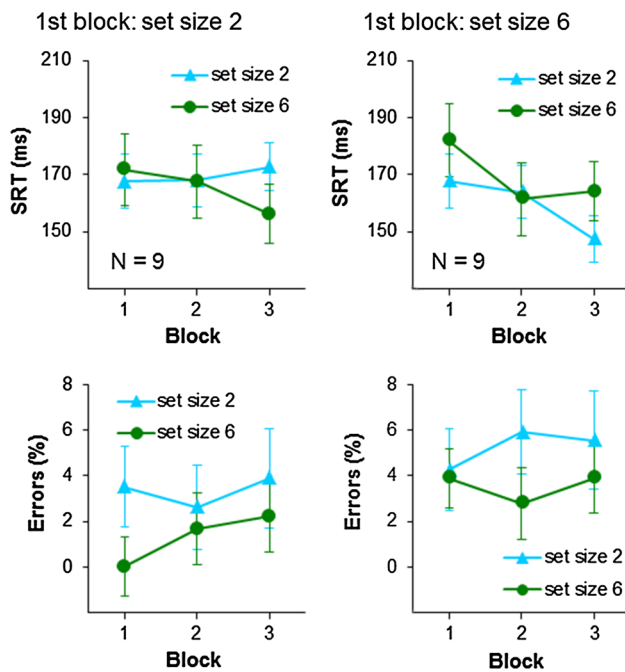 1st block: set size 2
210
190
170
150
SRT (ms)
set size 2
set size 6
N = 9
1 2 3
Block
1st block: set size 6
210
190
170
150
SRT (ms)
set size 2
set size 6
N = 9
1 2 3
Block
8
6
4
2
0
Errors (%)
set size 2
set size 6
1 2 3
Block
8
6
4
2
0
Errors (%)
set size 2
set size 6
1 2 3
Block